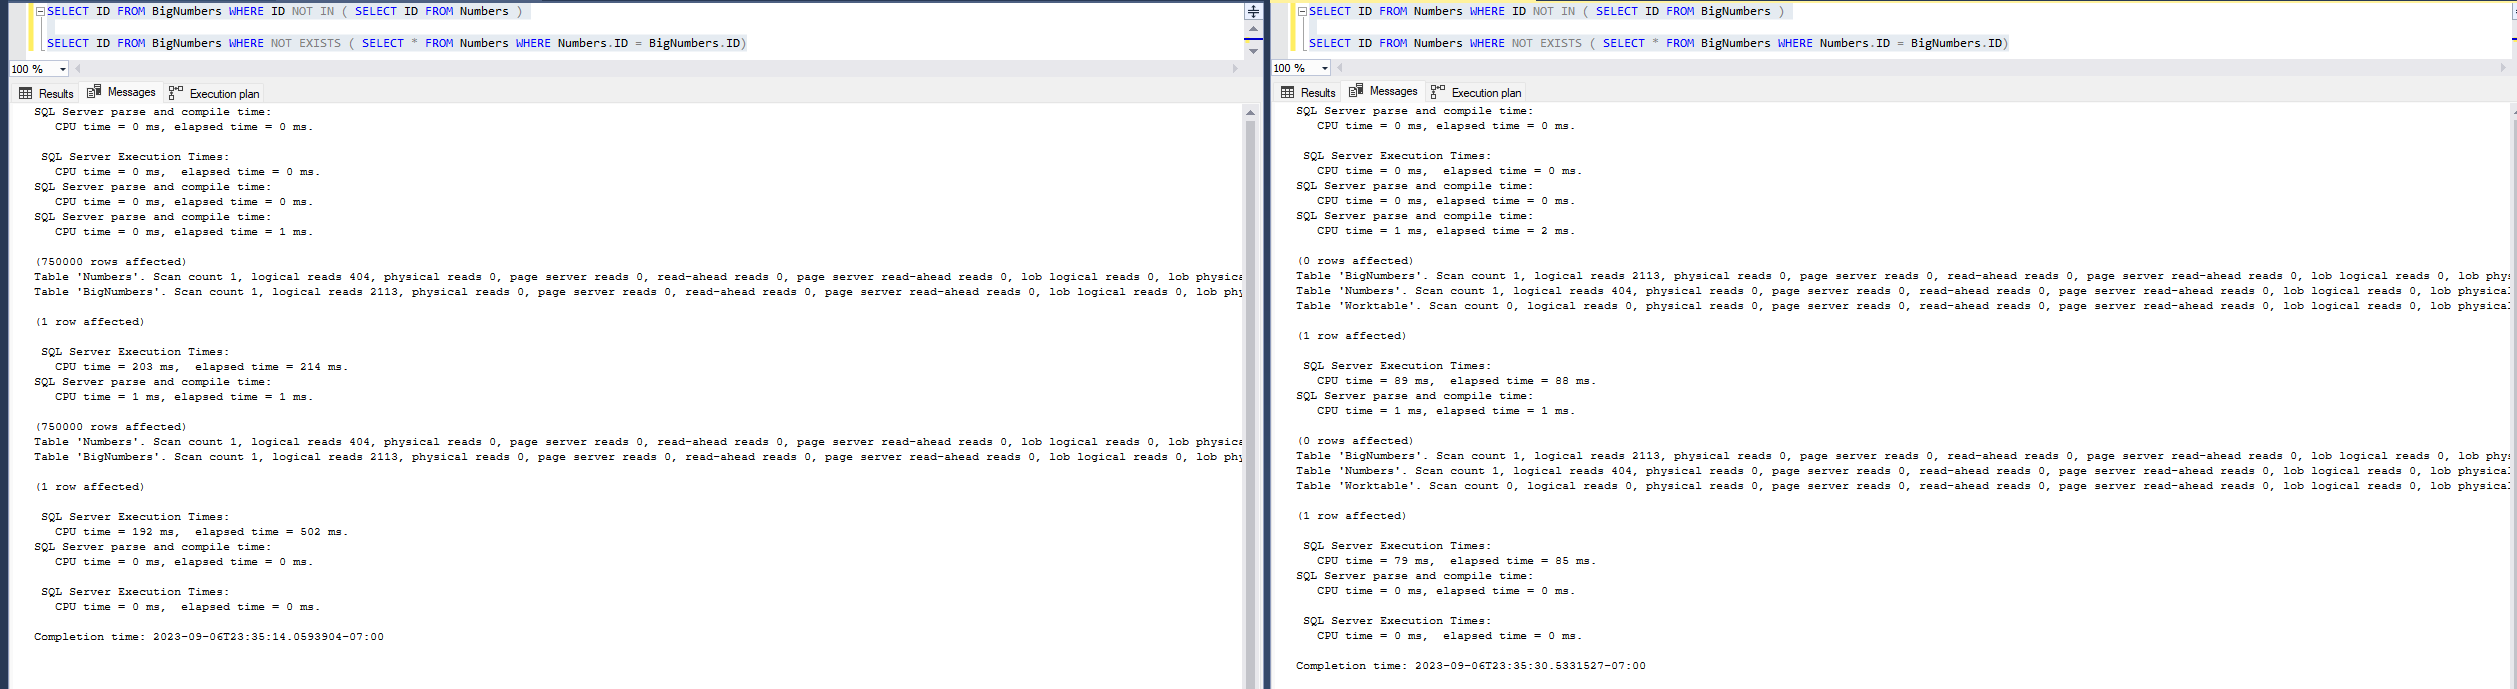 SELECT ID FROM BigNumbers WHERE ID NOT IN ( SELECT ID FROM Numbers )
SELECT ID FROM BigNumbers WHERE NOT EXISTS ( SELECT * FROM Numbers WHERE Numbers.ID = BigNumbers.ID)
100 %
Results Messages Execution plan
SQL Server parse and compile time:
CPU time = 0 ms, elapsed time = 0 ms.
SQL Server Execution Times:
CPU time = 0 ms, elapsed time = 0 ms.
SQL Server parse and compile time:
CPU time = 0 ms, elapsed time = 0 ms.
SQL Server parse and compile time:
CPU time = 0 ms, elapsed time = 1 ms.
(750000 rows affected)
Table 'Numbers'. Scan count 1, logical reads 404, physical reads 0, page server reads 0, read-ahead reads 0, page server read-ahead reads 0, lob logical reads 0, lob physica
Table 'BigNumbers'. Scan count 1, logical reads 2113, physical reads 0, page server reads 0, read-ahead reads 0, page server read-ahead reads 0, lob logical reads 0, lob phy
(1 row affected)
SQL Server Execution Times:
CPU time = 203 ms, elapsed time = 214 ms.
SQL Server parse and compile time:
CPU time = 1 ms, elapsed time = 1 ms.
(750000 rows affected)
Table 'Numbers'. Scan count 1, logical reads 404, physical reads 0, page server reads 0, read-ahead reads 0, page server read-ahead reads 0, lob logical reads 0, lob physica
Table 'BigNumbers'. Scan count 1, logical reads 2113, physical reads 0, page server reads 0, read-ahead reads 0, page server read-ahead reads 0, lob logical reads 0, lob phy
(1 row affected)
SQL Server Execution Times:
CPU time = 192 ms, elapsed time = 502 ms.
SQL Server parse and compile time:
CPU time = 0 ms, elapsed time = 0 ms.
SQL Server Execution Times:
CPU time = 0 ms, elapsed time = 0 ms.
Completion time: 2023-09-06T23:35:14.0593904-07:00
SELECT ID FROM Numbers WHERE ID NOT IN ( SELECT ID FROM BigNumbers )
SELECT ID FROM Numbers WHERE NOT EXISTS ( SELECT * FROM BigNumbers WHERE Numbers.ID = BigNumbers.ID)
100 %
Results Messages Execution plan
SQL Server parse and compile time:
CPU time = 0 ms, elapsed time = 0 ms.
SQL Server Execution Times:
CPU time = 0 ms, elapsed time = 0 ms.
SQL Server parse and compile time:
CPU time = 0 ms, elapsed time = 0 ms.
SQL Server parse and compile time:
CPU time = 1 ms, elapsed time = 2 ms.
(0 rows affected)
Table 'BigNumbers'. Scan count 1, logical reads 2113, physical reads 0, page server reads 0, read-ahead reads 0, page server read-ahead reads 0, lob logical reads 0, lob phys
Table 'Numbers'. Scan count 1, logical reads 404, physical reads 0, page server reads 0, read-ahead reads 0, page server read-ahead reads 0, lob logical reads 0, lob physical
Table 'Worktable'. Scan count 0, logical reads 0, physical reads 0, page server reads 0, read-ahead reads 0, page server read-ahead reads 0, lob logical reads 0, lob physical
(1 row affected)
SQL Server Execution Times:
CPU time = 89 ms, elapsed time = 88 ms.
SQL Server parse and compile time:
CPU time = 1 ms, elapsed time = 1 ms.
(0 rows affected)
Table 'BigNumbers'. Scan count 1, logical reads 2113, physical reads 0, page server reads 0, read-ahead reads 0, page server read-ahead reads 0, lob logical reads 0, lob phys
Table 'Numbers'. Scan count 1, logical reads 404, physical reads 0, page server reads 0, read-ahead reads 0, page server read-ahead reads 0, lob logical reads 0, lob physical
Table 'Worktable'. Scan count 0, logical reads 0, physical reads 0, page server reads 0, read-ahead reads 0, page server read-ahead reads 0, lob logical reads 0, lob physical
(1 row affected)
SQL Server Execution Times:
CPU time = 79 ms, elapsed time = 85 ms.
SQL Server parse and compile time:
CPU time = 0 ms, elapsed time = 0 ms.
SQL Server Execution Times:
CPU time = 0 ms, elapsed time = 0 ms.
Completion time: 2023-09-06T23:35:30.5331527-07:00